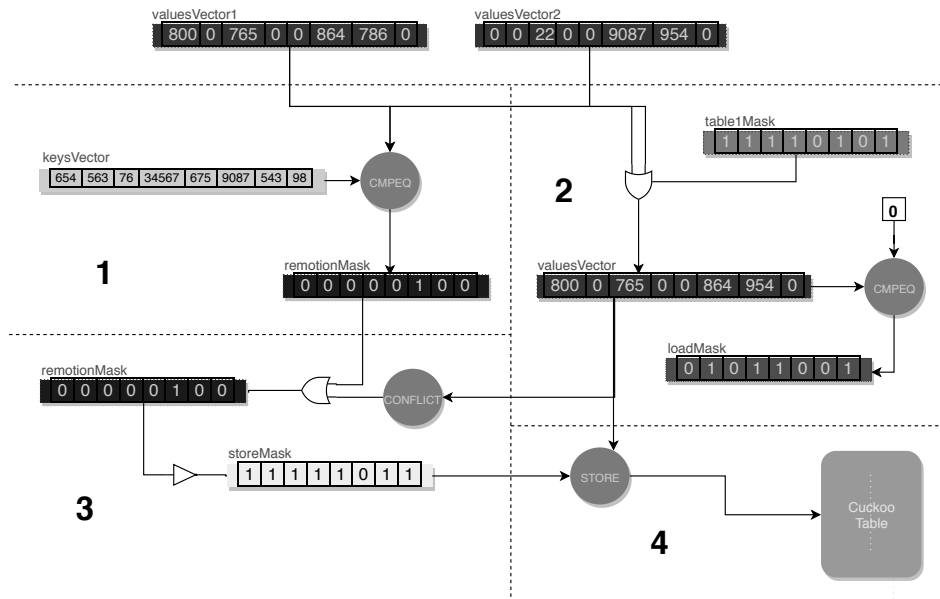 valuesVector1
800 0 765 0 0 864 786 0
valuesVector2
0 0 22 0 0 9087 954 0
table1Mask
1 1 1 1 0 1 0 1
keysVector
654 563 76 34567 675 9087 543 98
CMPEQ
2
0
1
remotionMask
0 0 0 0 0 1 0 0
valuesVector
800 0 765 0 0 864 954 0
CMPEQ
loadMask
0 1 0 1 1 0 0 1
remotionMask
0 0 0 0 0 1 0 0
CONFLICT
storeMask
1 1 1 1 1 0 1 1
STORE
3
4
Cuckoo
Table